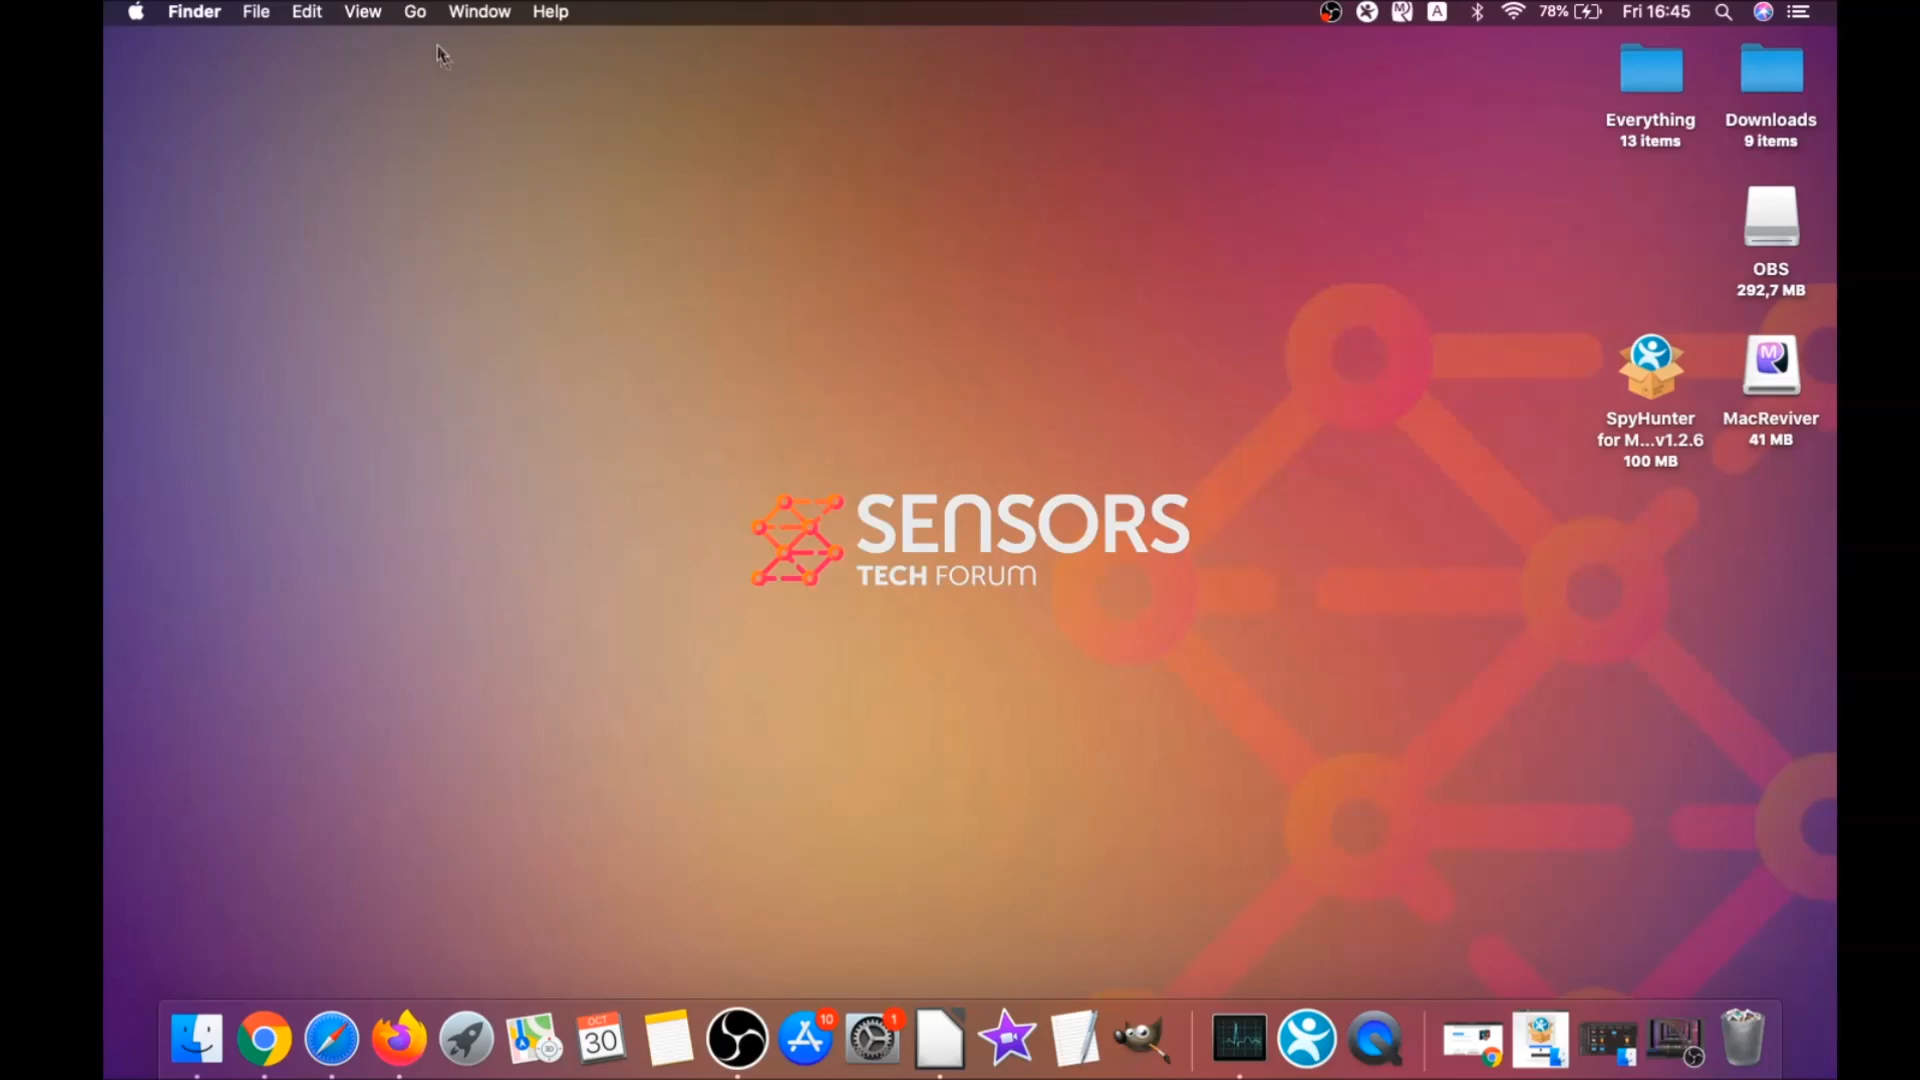 Finder File Edit View Go Window Help
A 78% Fri 16:45
Everything
13 items
Downloads
9 items
OBS
292,7 MB
SpyHunter
for M...v1.2.6
100 MB
MacReviver
41 MB
SENSORS
TECH FORUM
OCT
30
10
1